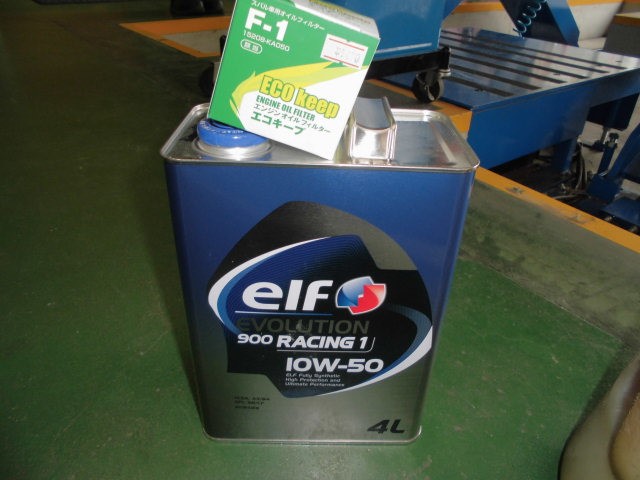 スバル車用オイルフィルター
F-1
15208-KA050
ECO keep
ENGINE OIL FILTER
エンジンオイルフィルター
エコキープ
elf
EVOLUTION
900 RACING 1
10W-50
ELF Fully Synthetic
High Protection and
Ultimate Performance
4L